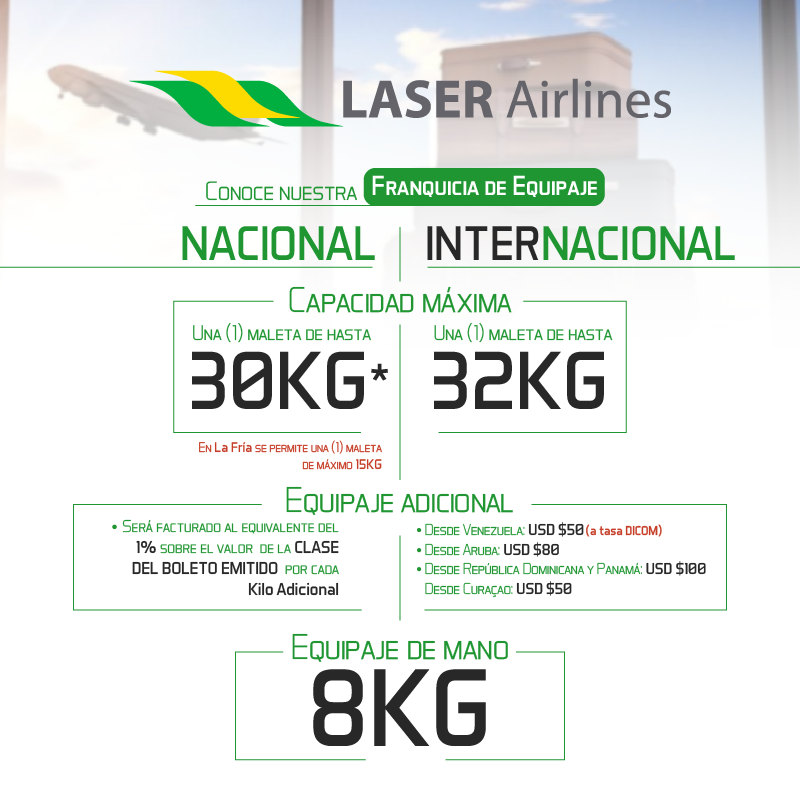 LASER Airlines
CONOCE NUESTRA FRANQUICIA DE EQUIPAJE
NACIONAL
INTERNACIONAL
CAPACIDAD MÁXIMA
UNA (1) MALETA DE HASTA
30KG*
EN La Fría SE PERMITE UNA (1) MALETA
DE MÁXIMO 15KG
UNA (1) MALETA DE HASTA
32KG
EQUIPAJE ADICIONAL
• SERÁ FACTURADO AL EQUIVALENTE DEL
1% SOBRE EL VALOR DE LA CLASE
DEL BOLETO EMITIDO POR CADA
Kilo Adicional
• DESDE VENEZUELA: USD $50 (a tasa DICOM)
• DESDE ARUBA: USD $80
• DESDE REPÚBLICA DOMINICANA Y PANAMÁ: USD $100
DESDE CURAÇAO: USD $50
EQUIPAJE DE MANO
8KG